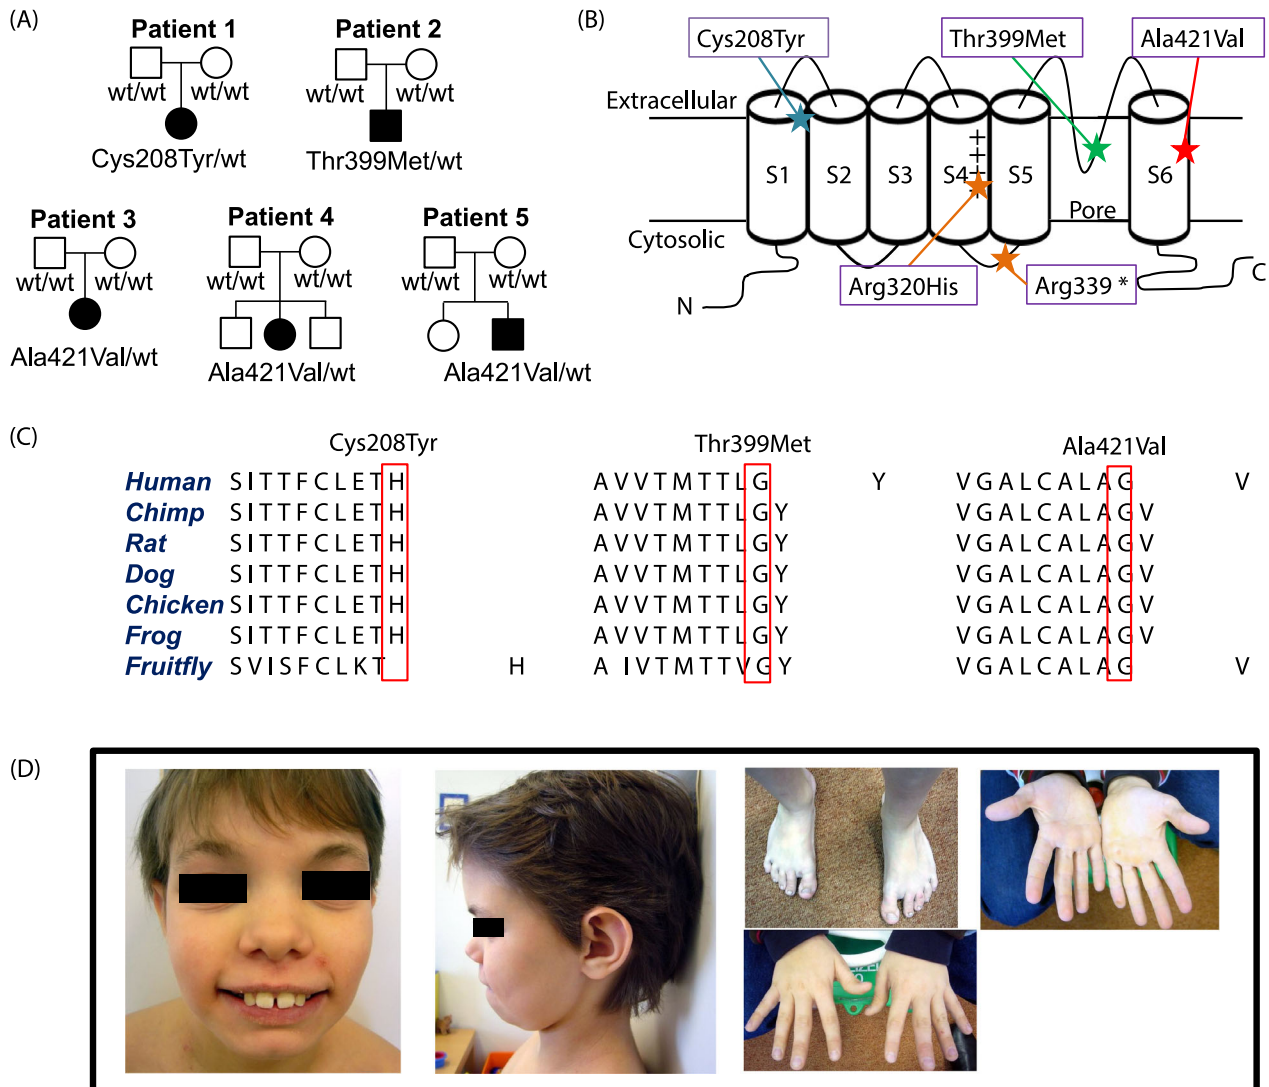 (A)
Patient 1
wt/wt wt/wt
Cys208Tyr/wt
Patient 2
wt/wt wt/wt
Thr399Met/wt
Patient 3
wt/wt wt/wt
Ala421Val/wt
Patient 4
wt/wt wt/wt
Ala421Val/wt
Patient 5
wt/wt wt/wt
Ala421Val/wt
(B)
Cys208Tyr Thr399Met Ala421Val
Extracellular
++++
S1 S2 S3 S4 S5 S6
Pore
Cytosolic
Arg320His Arg339 *
N C
(C)
Cys208Tyr Thr399Met Ala421Val
Human SITTFCLETH AVVTMTTLG Y VGALCALAG V
Chimp SITTFCLETH AVVTMTTLGY VGALCALAGV
Rat SITTFCLETH AVVTMTTLGY VGALCALAGV
Dog SITTFCLETH AVVTMTTLGY VGALCALAGV
Chicken SITTFCLETH AVVTMTTLGY VGALCALAGV
Frog SITTFCLETH AVVTMTTLGY VGALCALAGV
Fruitfly SVISFCLKT H AIVTMTTVGY VGALCALAG V
(D)